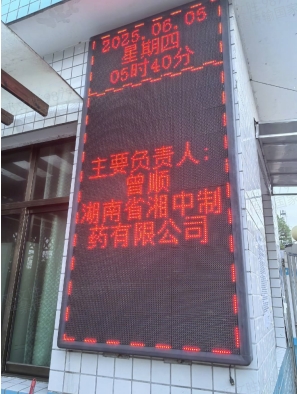 2025.06.05
星期四
05时40分
主要负责人:
曾顺
湖南省湘中制
药有限公司